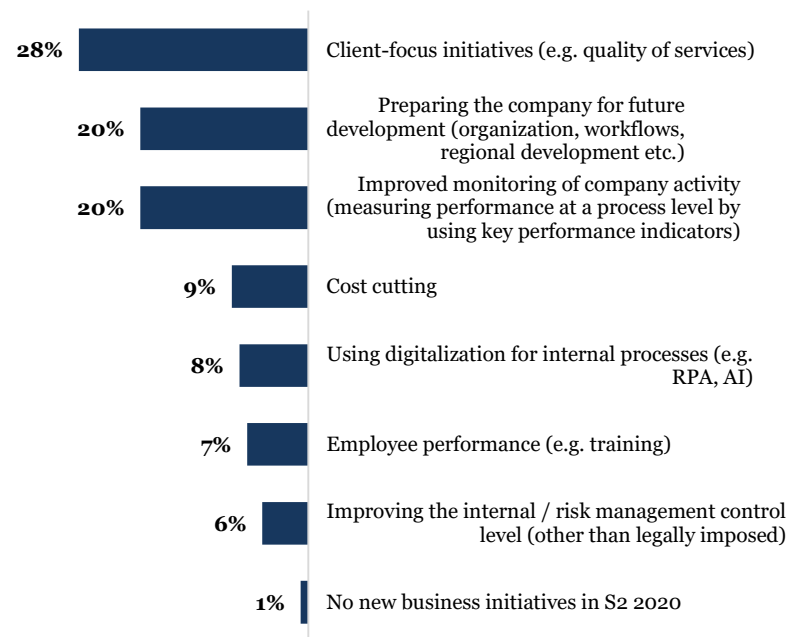 28% Client-focus initiatives (e.g. quality of services)
Preparing the company for future
20% development (organization, workflows,
regional development etc.)
Improved monitoring of company activity
20% (measuring performance at a process level by
using key performance indicators)
9% Cost cutting
Using digitalization for internal processes (e.g.
8% RPA, AI)
7% Employee performance (e.g. training)
Improving the internal / risk management control
6% level (other than legally imposed)
1% No new business initiatives in S2 2020